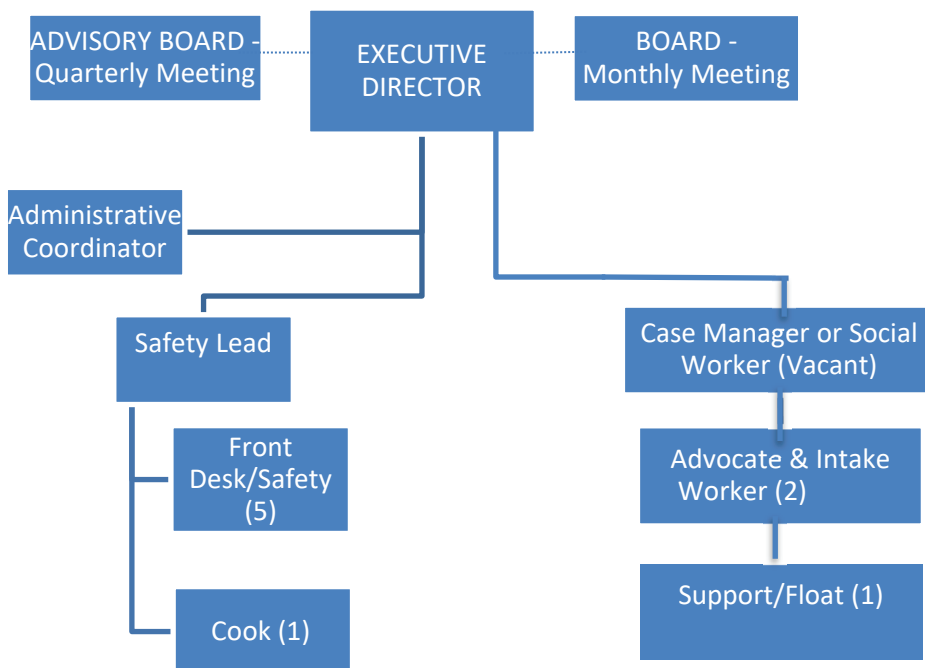 ADVISORY BOARD -
Quarterly Meeting
EXECUTIVE
DIRECTOR
BOARD -
Monthly Meeting
Administrative
Coordinator
Safety Lead
Case Manager or Social
Worker (Vacant)
Front
Desk/Safety
(5)
Advocate & Intake
Worker (2)
Cook (1)
Support/Float (1)